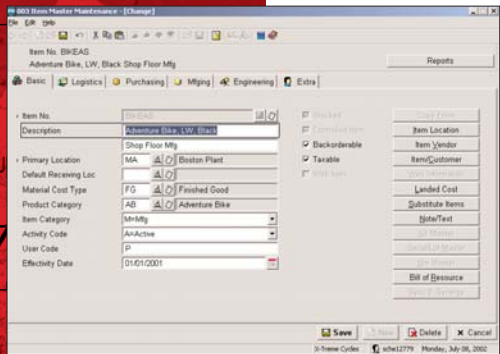 003 Item Master Maintenance - [Change]
File Edit Help
Item No. BIKEAS
Adventure Bike, LW, Black Shop Floor Mfg
Reports
Basic Logistics Purchasing Mfging Engineering Extra
Item No. BIKEAS Stocked Copy From
Description Adventure Bike, LW, Black Controlled Item Item Location
Shop Floor Mfg Backorderable Item Vendor
Primary Location MA Boston Plant Taxable Item/Customer
Default Receiving Loc
Material Cost Type FG Finished Good Landed Cost
Product Category AB Adventure Bike Substitute Items
Item Category M=Mfg Note/Text
Activity Code A=Active
User Code P
Effectivity Date 01/01/2001
Bill of Resource
Save New Delete Cancel
X-Treme Cycles sche12779 Monday, July 08, 2002